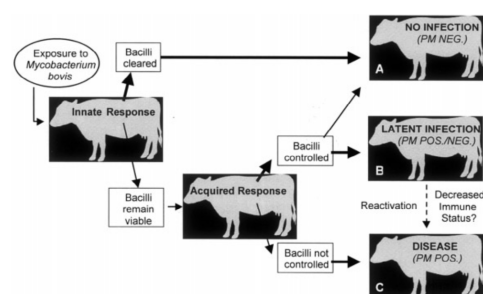 Exposure to
Mycobacterium
bovis
Bacilli
cleared
NO INFECTION
(PM NEG.)
A
Innate Response
Bacilli
controlled
LATENT INFECTION
(PM POS./NEG.)
B
Bacilli
remain
viable
Acquired Response
Reactivation
Decreased
Immune
Status?
Bacilli not
controlled
DISEASE
(PM POS.)
C